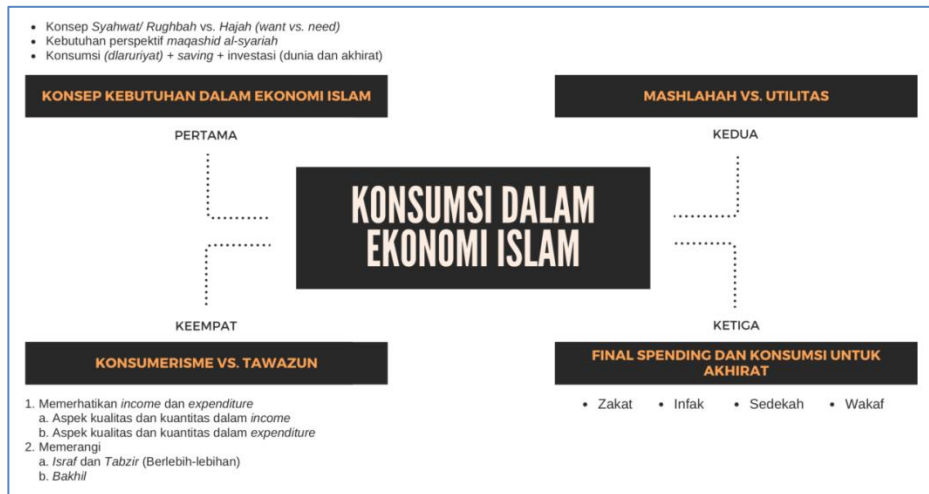 • Konsep Syahwat/ Rughbah vs. Hajah (want vs. need)
• Kebutuhan perspektif maqashid al-syariah
• Konsumsi (dlaruriyat) + saving + investasi (dunia dan akhirat)
KONSEP KEBUTUHAN DALAM EKONOMI ISLAM
PERTAMA
MASHLAHAH VS. UTILITAS
KEDUA
KONSUMSI DALAM
EKONOMI ISLAM
KEEMPAT
KONSUMERISME VS. TAWAZUN
1. Memerhatikan income dan expenditure
a. Aspek kualitas dan kuantitas dalam income
b. Aspek kualitas dan kuantitas dalam expenditure
2. Memerangi
a. Israf dan Tabzir (Berlebih-lebihan)
b. Bakhil
KETIGA
FINAL SPENDING DAN KONSUMSI UNTUK
AKHIRAT
• Zakat • Infak • Sedekah • Wakaf